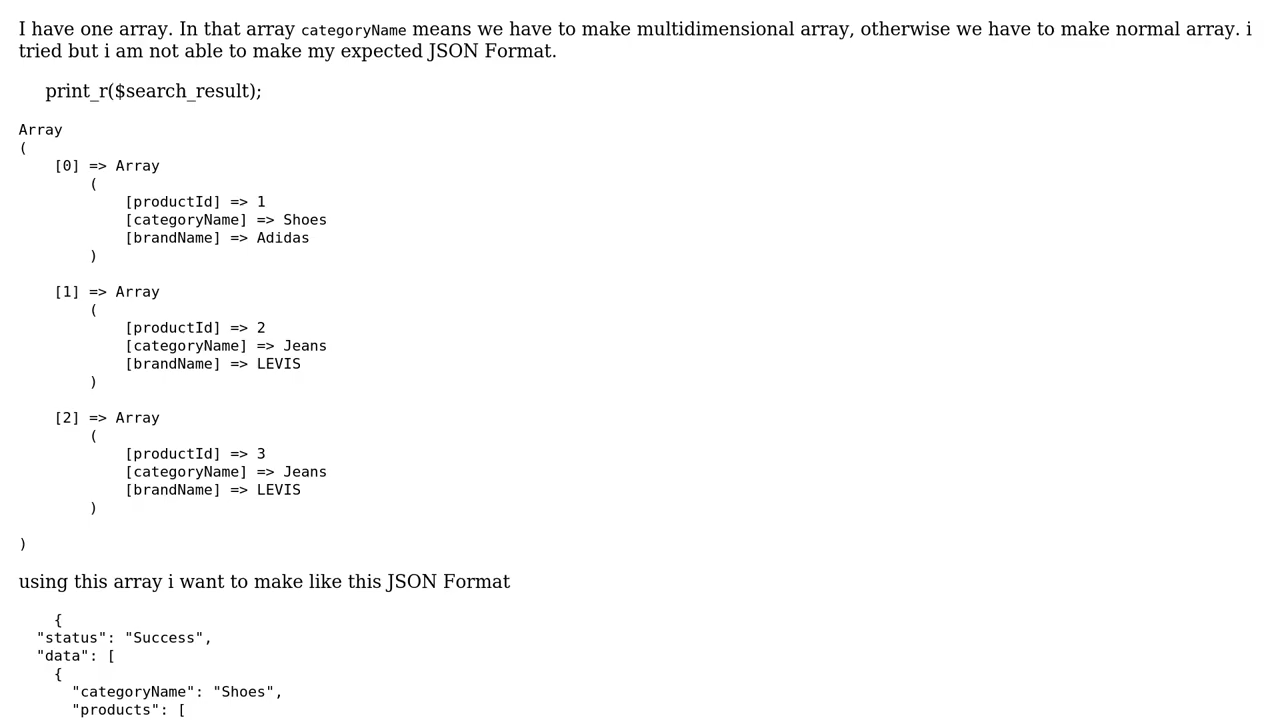 I have one array. In that array categoryName means we have to make multidimensional array, otherwise we have to make normal array. i
tried but i am not able to make my expected JSON Format.
print_r($search_result);
Array
(
    [0] => Array
        (
            [productId] => 1
            [categoryName] => Shoes
            [brandName] => Adidas
        )

    [1] => Array
        (
            [productId] => 2
            [categoryName] => Jeans
            [brandName] => LEVIS
        )

    [2] => Array
        (
            [productId] => 3
            [categoryName] => Jeans
            [brandName] => LEVIS
        )

)
using this array i want to make like this JSON Format
    {
  "status": "Success",
  "data": [
    {
      "categoryName": "Shoes",
      "products": [